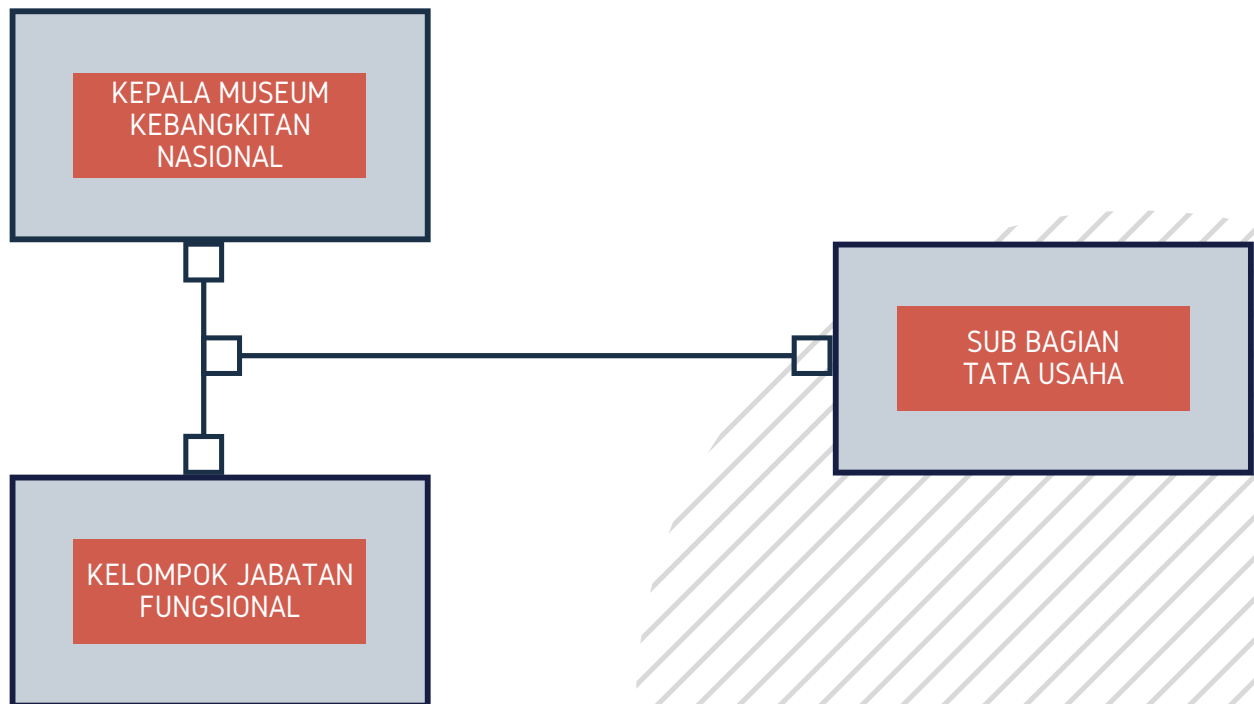 KEPALA MUSEUM
KEBANGKITAN
NASIONAL
SUB BAGIAN
TATA USAHA
KELOMPOK JABATAN
FUNGSIONAL